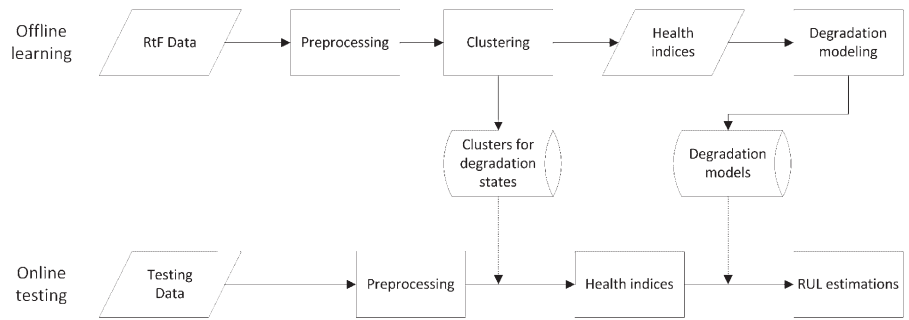 Offline
learning
RtF Data
Preprocessing
Clustering
Health
indices
Degradation
modeling
Clusters for
degradation
states
Degradation
models
Online
testing
Testing
Data
Preprocessing
Health indices
RUL estimations